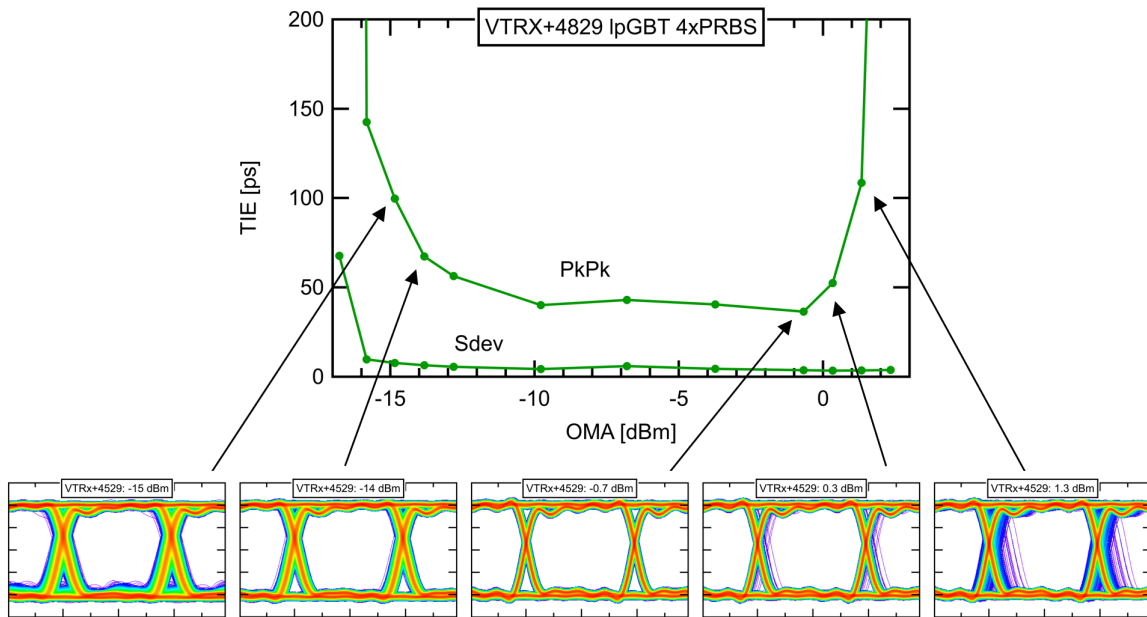 VTRX+4829 lpGBT 4xPRBS
200
150
100
50
0
TIE [ps]
PkPk
Sdev
-15
-10
-5
0
OMA [dBm]
VTRx+4529: -15 dBm
VTRx+4529: -14 dBm
VTRx+4529: -0.7 dBm
VTRx+4529: 0.3 dBm
VTRx+4529: 1.3 dBm